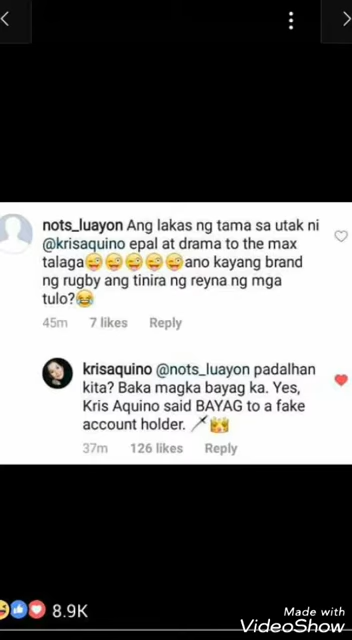 nots_luayon Ang lakas ng tama sa utak ni
@krisaquino epal at drama to the max
talaga😜😜😜😜😜ano kayang brand
ng rugby ang tinira ng reyna ng mga
tulo?😂
45m 7 likes Reply
krisaquino @nots_luayon padalhan
kita? Baka magka bayag ka. Yes,
Kris Aquino said BAYAG to a fake
account holder. 🗡👑
37m 126 likes Reply
8.9K
Made with
VideoShow